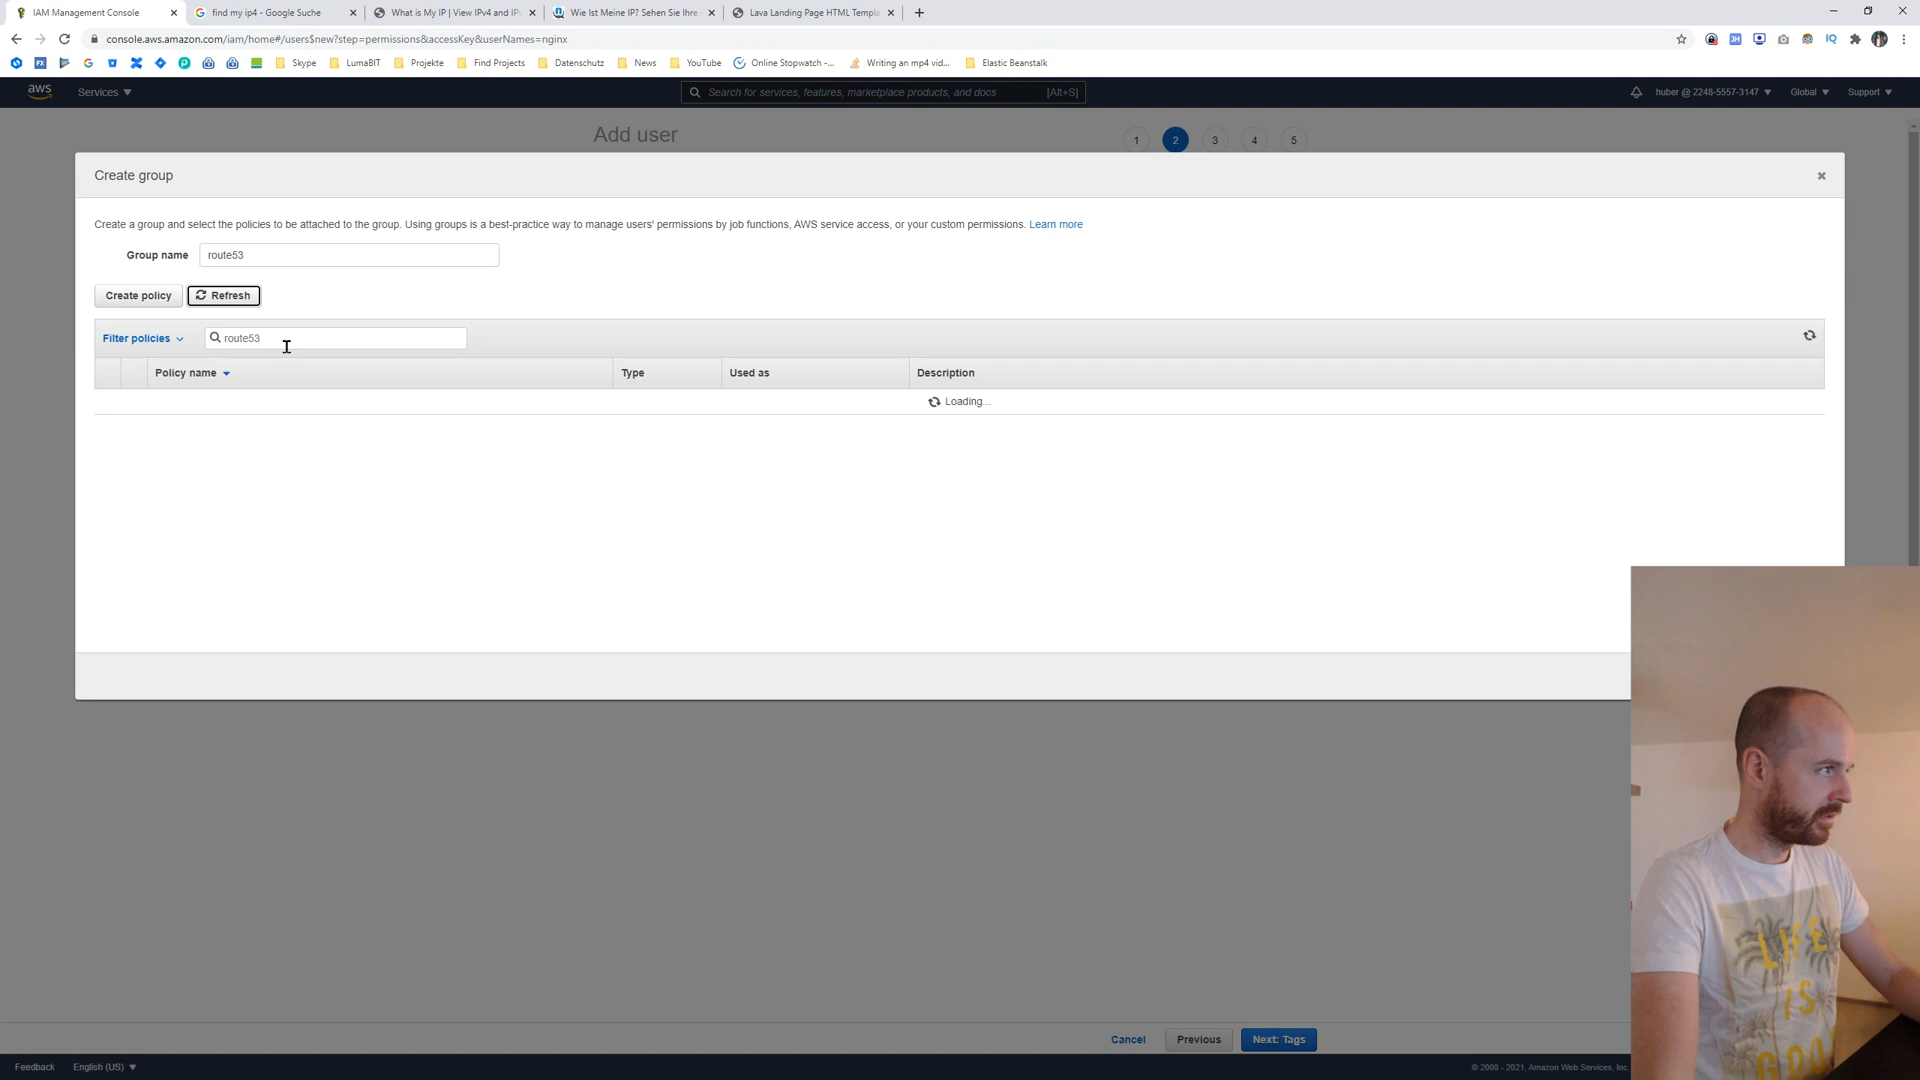 IAM Management Console
find my ip4 - Google Suche
What is My IP | View IPv4 and IPv
Wie Ist Meine IP? Sehen Sie Ihre
Lava Landing Page HTML Templa
console.aws.amazon.com/iam/home#/users$new?step=permissions&accessKey&userNames=nginx
Skype
LumaBIT
Projekte
Find Projects
Datenschutz
News
YouTube
Online Stopwatch -...
Writing an mp4 vid...
Elastic Beanstalk
aws
Services
Search for services, features, marketplace products, and docs
[Alt+S]
huber @ 2248-5557-3147
Global
Support
Add user
1
2
3
4
5
Create group
Create a group and select the policies to be attached to the group. Using groups is a best-practice way to manage users' permissions by job functions, AWS service access, or your custom permissions. Learn more
Group name
route53
Create policy
Refresh
Filter policies
route53
Policy name
Type
Used as
Description
Loading...
Cancel
Previous
Next: Tags
Feedback
English (US)
© 2008 - 2021, Amazon Web Services, Inc
LIFE
IS
GOO